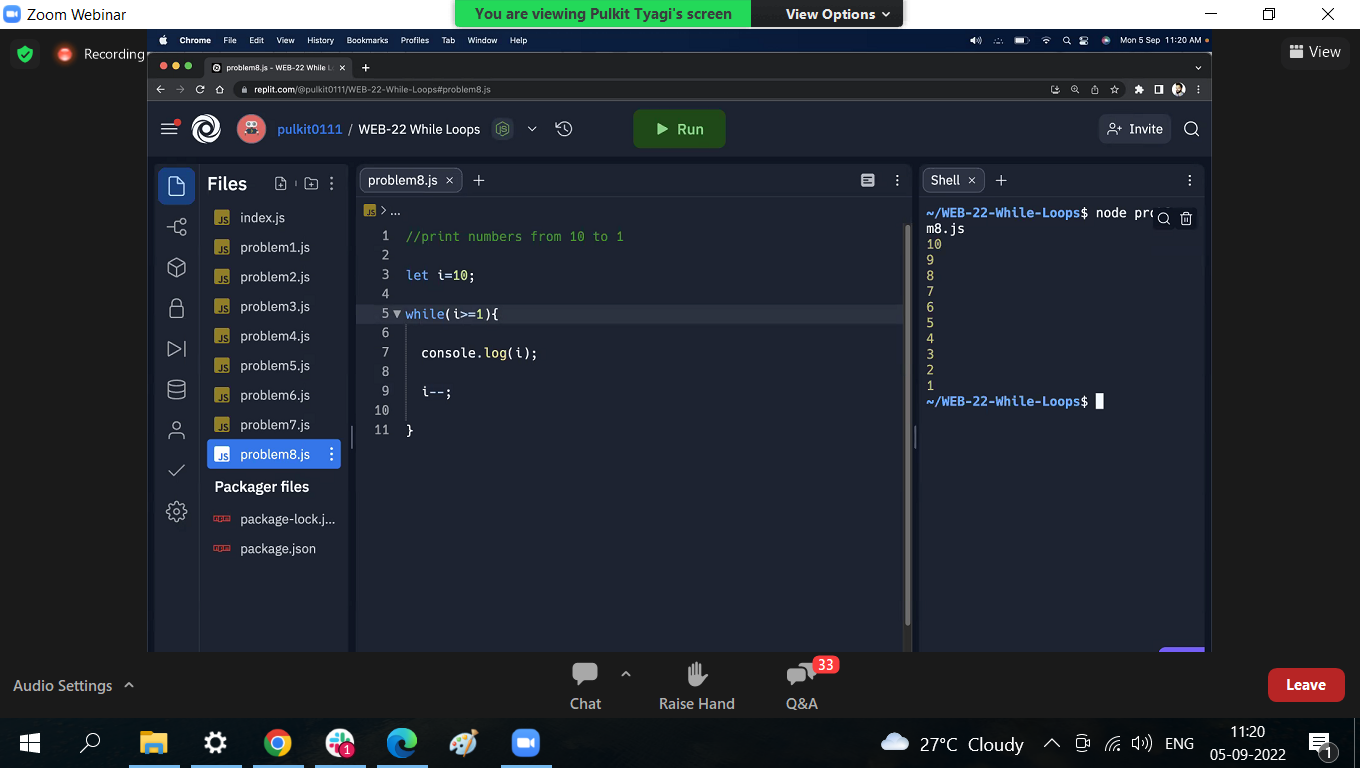 Zoom Webinar
You are viewing Pulkit Tyagi's screen
View Options
Recording
Chrome File Edit View History Bookmarks Profiles Tab Window Help
Mon 5 Sep 11:20 AM
View
problem8.js - WEB-22 While L
replit.com/@pulkit0111/WEB-22-While-Loops#problem8.js
pulkit0111 / WEB-22 While Loops
Run
Invite
Files
index.js
problem1.js
problem2.js
problem3.js
problem4.js
problem5.js
problem6.js
problem7.js
problem8.js
Packager files
package-lock.j...
package.json
problem8.js
JS > ...
1 //print numbers from 10 to 1
2
3 let i=10;
4
5 while(i>=1){
6
7 console.log(i);
8
9 i--;
10
11 }
Shell
~/WEB-22-While-Loops$ node pro
m8.js
10
9
8
7
6
5
4
3
2
1
~/WEB-22-While-Loops$
Audio Settings
Chat
Raise Hand
33
Q&A
Leave
1
27°C Cloudy
ENG
11:20
05-09-2022
1